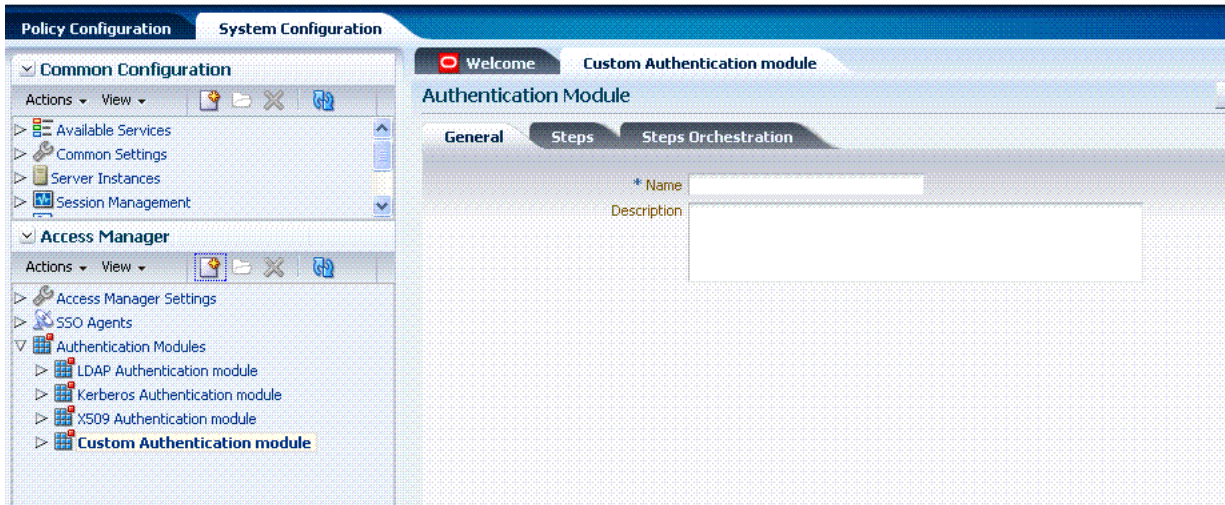 Policy Configuration System Configuration
Common Configuration
Actions View
Available Services
Common Settings
Server Instances
Session Management
Access Manager
Actions View
Access Manager Settings
SSO Agents
Authentication Modules
LDAP Authentication module
Kerberos Authentication module
X509 Authentication module
Custom Authentication module
Welcome Custom Authentication module
Authentication Module
General Steps Steps Orchestration
* Name
Description